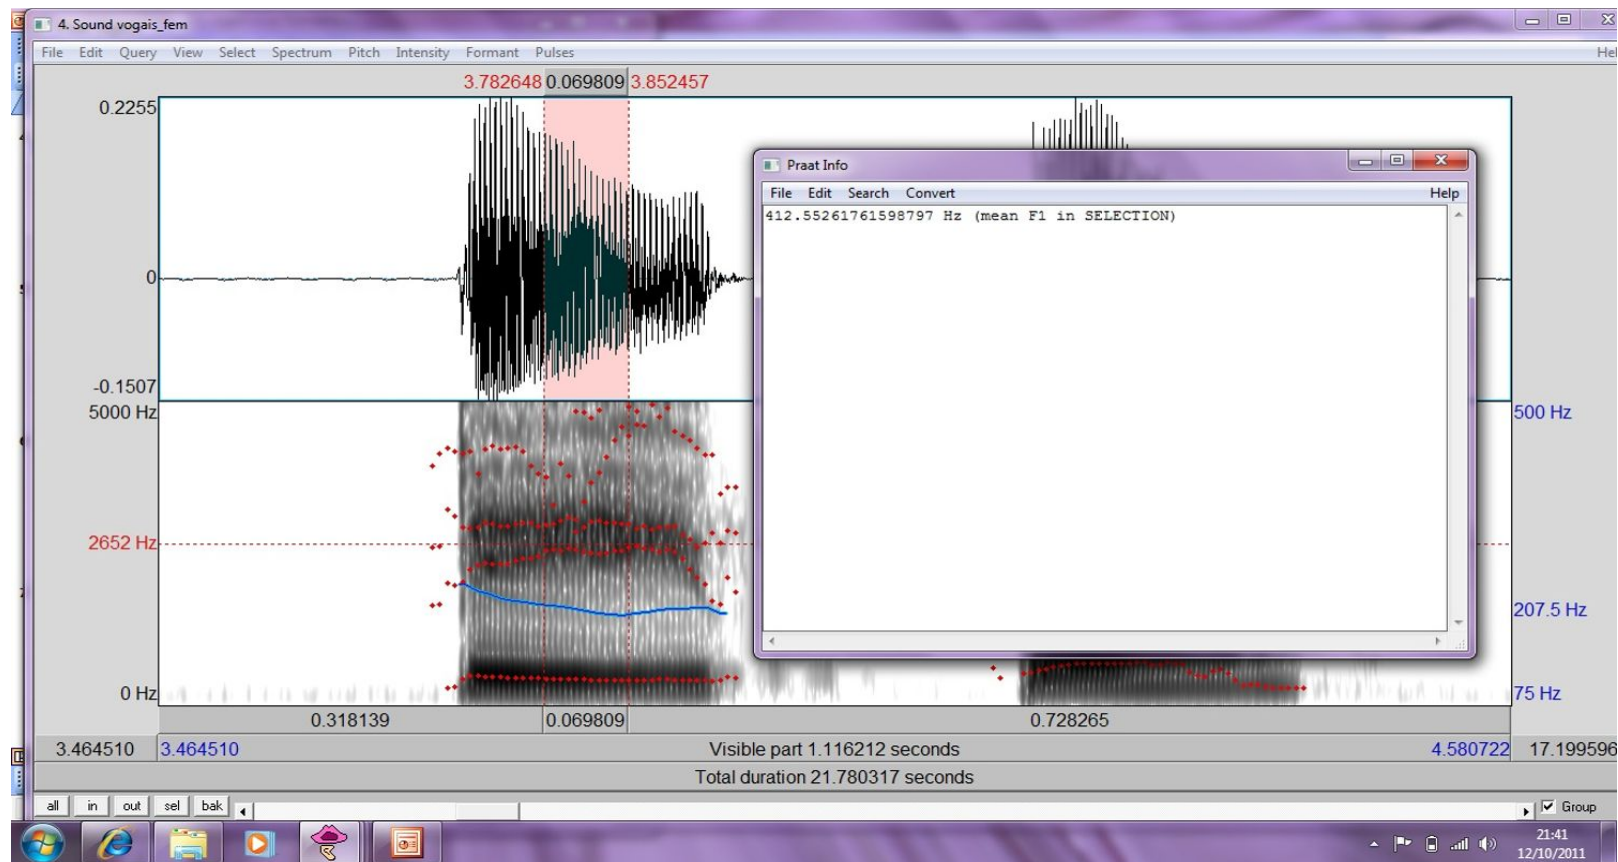 4. Sound vogais_fem
File Edit Query View Select Spectrum Pitch Intensity Formant Pulses Hel
3.782648 0.069809 3.852457
0.2255
0
-0.1507
5000 Hz
2652 Hz
0 Hz
500 Hz
207.5 Hz
75 Hz
Praat Info
File Edit Search Convert Help
412.55261761598797 Hz (mean F1 in SELECTION)
0.318139 0.069809 0.728265
3.464510 3.464510 Visible part 1.116212 seconds 4.580722 17.199596
Total duration 21.780317 seconds
all in out sel bak Group
21:41
12/10/2011